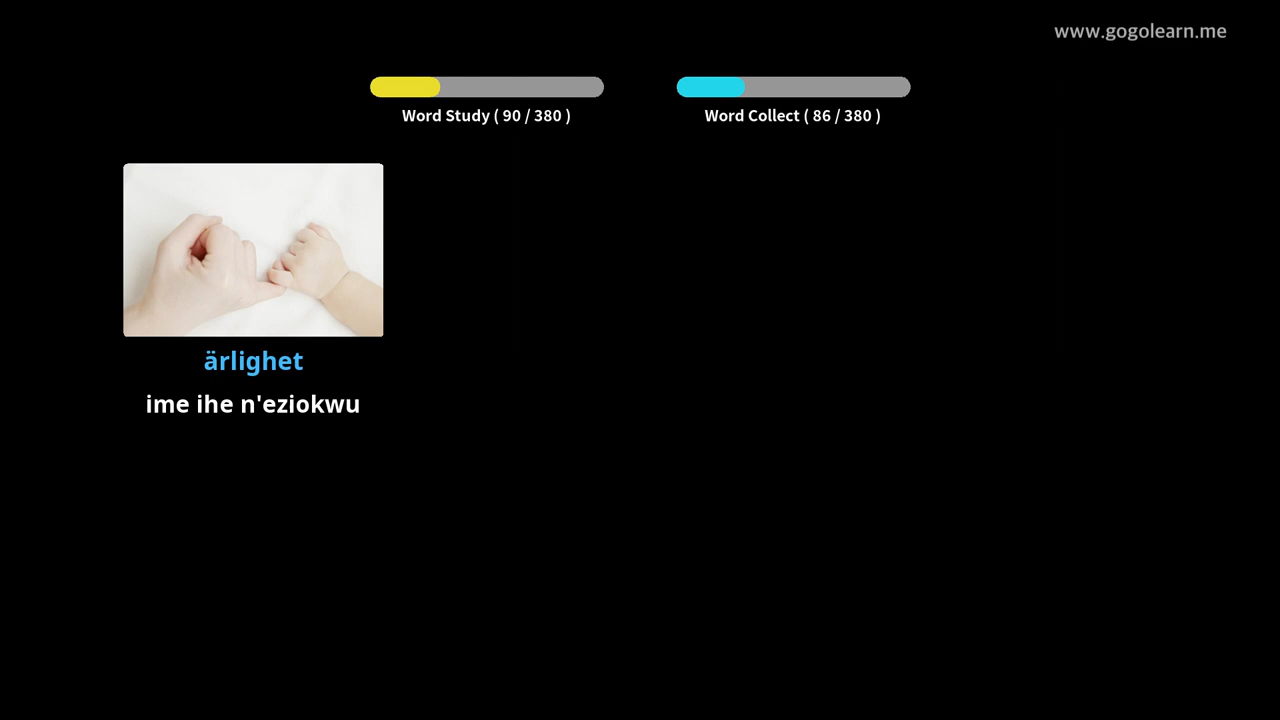 www.gogolearn.me
Word Study ( 90 / 380 )
Word Collect ( 86 / 380 )
ärlighet
ime ihe n'eziokwu